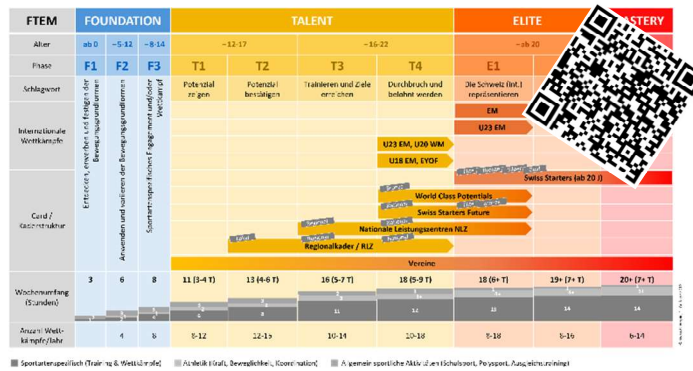 FTEM FOUNDATION TALENT ELITE ASTERY
Alter ab 0 ~5-12 ~8-14 ~12-17 ~16-22 ~ab 20
Phase F1 F2 F3 T1 T2 T3 T4 E1
Schlagwort
Entdecken, erwerben und festigen der Bewegungsgrundformen
Anwenden und variieren der Bewegungsgrundformen
Sportartenspezifisches Engagement und/oder Wettkampf
Potenzial zeigen
Potenzial bestätigen
Trainieren und Ziele erreichen
Durchbruch und belohnt werden
Die Schweiz (int.) repräsentieren
Internationale Wettkämpfe
EM
U23 EM
U23 EM, U20 WM
U18 EM, EYOF
Card / Kaderstruktur
Swiss Starters (ab 20 J)
World Class Potentials
Swiss Starters Future
Nationale Leistungszentren NLZ
Regionalkader / RLZ
Vereine
Wochenumfang (Stunden) 3 6 8 11 (3-4 T) 13 (4-6 T) 16 (5-7 T) 18 (5-9 T) 18 (6+ T) 19+ (7+ T) 20+ (7+ T)
Anzahl Wettkämpfe/Jahr 4 8 8-12 12-15 10-14 10-18 8-18 8-16 6-14
Sportartenspezifisch (Training & Wettkämpfe) Athletik (Kraft, Beweglichkeit, Koordination) Allgemein sportliche Aktivitäten (Schulsport, Polysport, Ausgleichstraining)